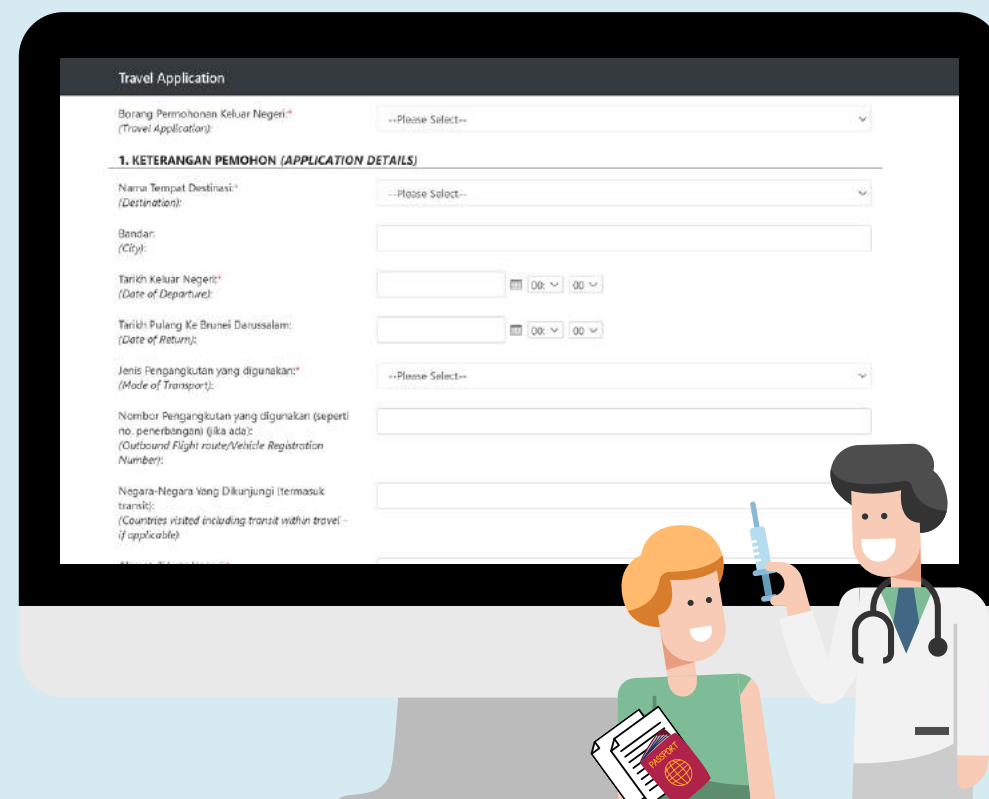 Travel Application
Borang Permohonan Keluar Negeri:*
(Travel Application):
--Please Select--
1. KETERANGAN PEMOHON (APPLICATION DETAILS)
Nama Tempat Destinasi:*
(Destination):
--Please Select--
Bandar:
(City):
Tarikh Keluar Negeri:*
(Date of Departure):
00: 00
Tarikh Pulang Ke Brunei Darussalam:
(Date of Return):
00: 00
Jenis Pengangkutan yang digunakan:*
(Mode of Transport):
--Please Select--
Nombor Pengangkutan yang digunakan (seperti
no. penerbangan) (jika ada):
(Outbound Flight route/Vehicle Registration
Number):
Negara-Negara Yang Dikunjungi (termasuk
transit):
(Countries visited including transit within travel -
if applicable)
PASSPORT